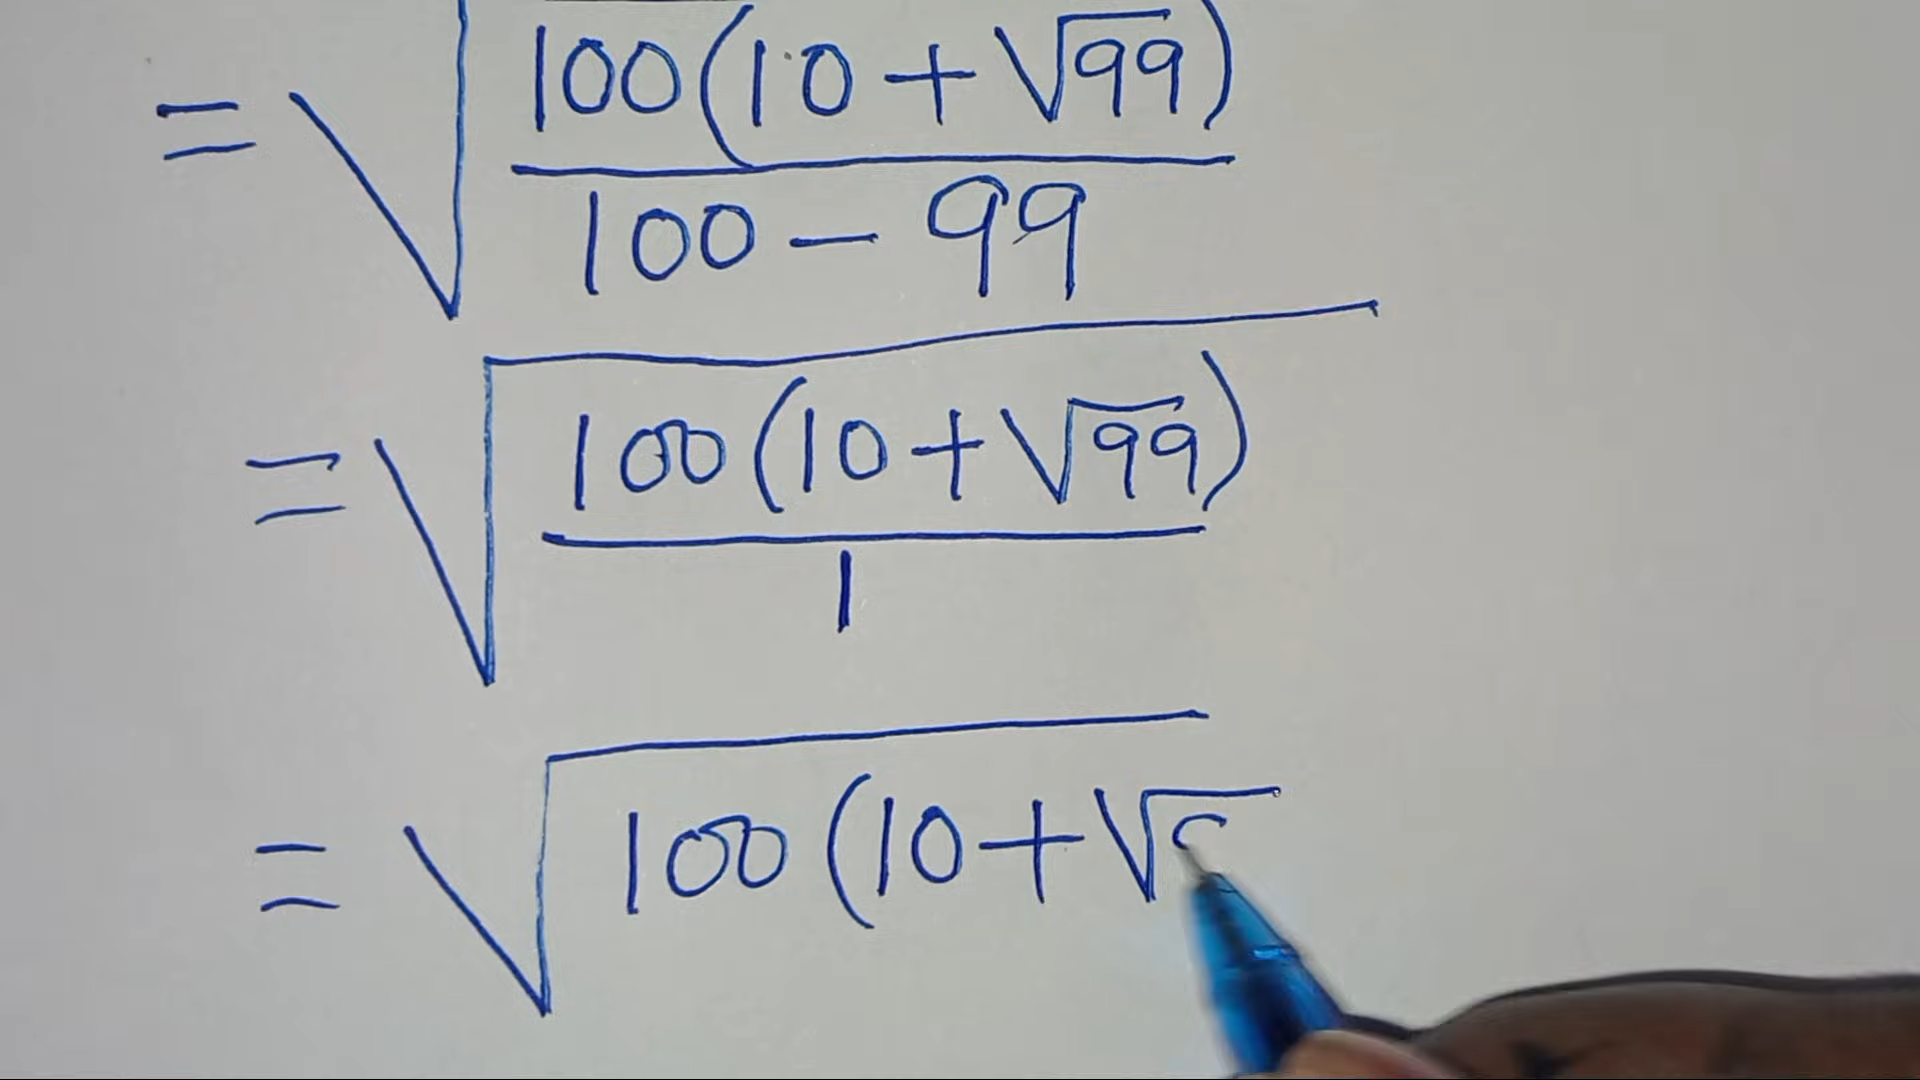 = √(100(10 + √99)
100 - 99
= √(100(10 + √99)
1
= √(100(10 + √